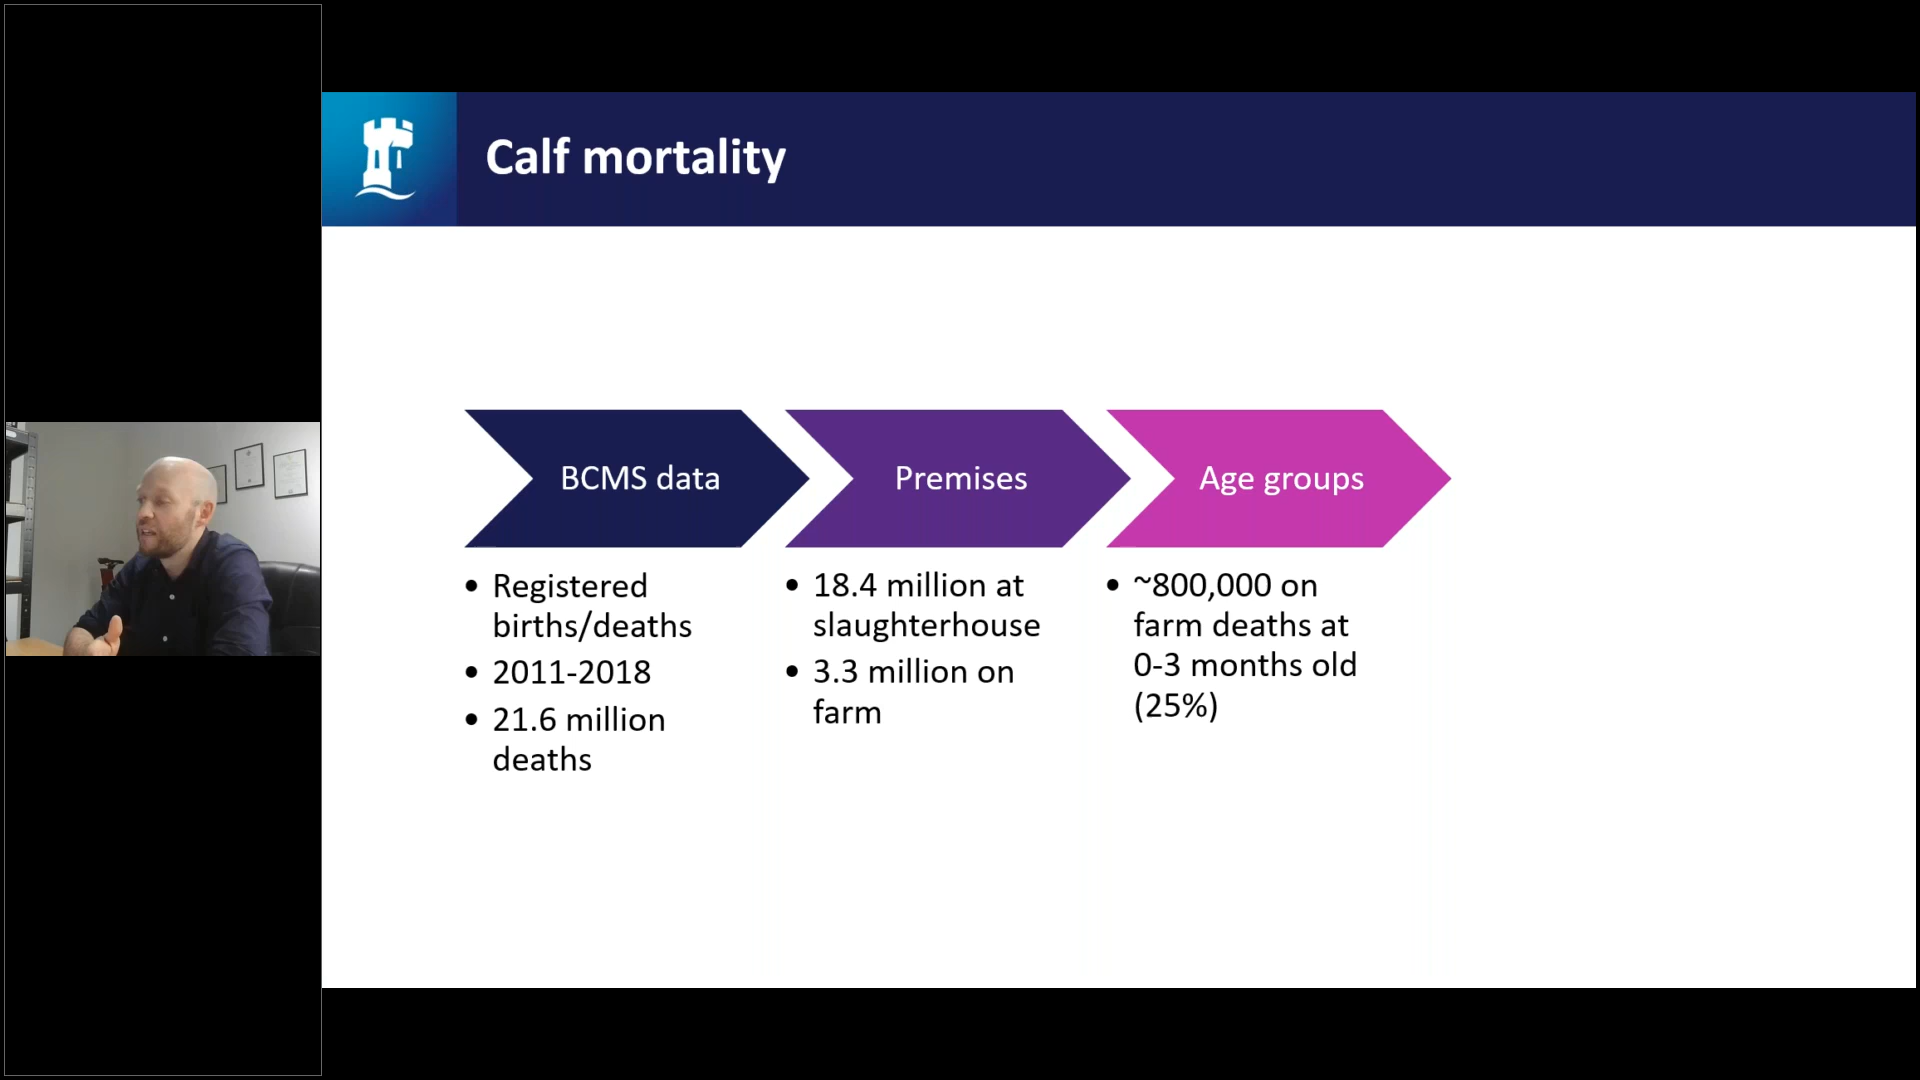 Calf mortality
BCMS data
• Registered
births/deaths
• 2011-2018
• 21.6 million
deaths
Premises
• 18.4 million at
slaughterhouse
• 3.3 million on
farm
Age groups
• ~800,000 on
farm deaths at
0-3 months old
(25%)